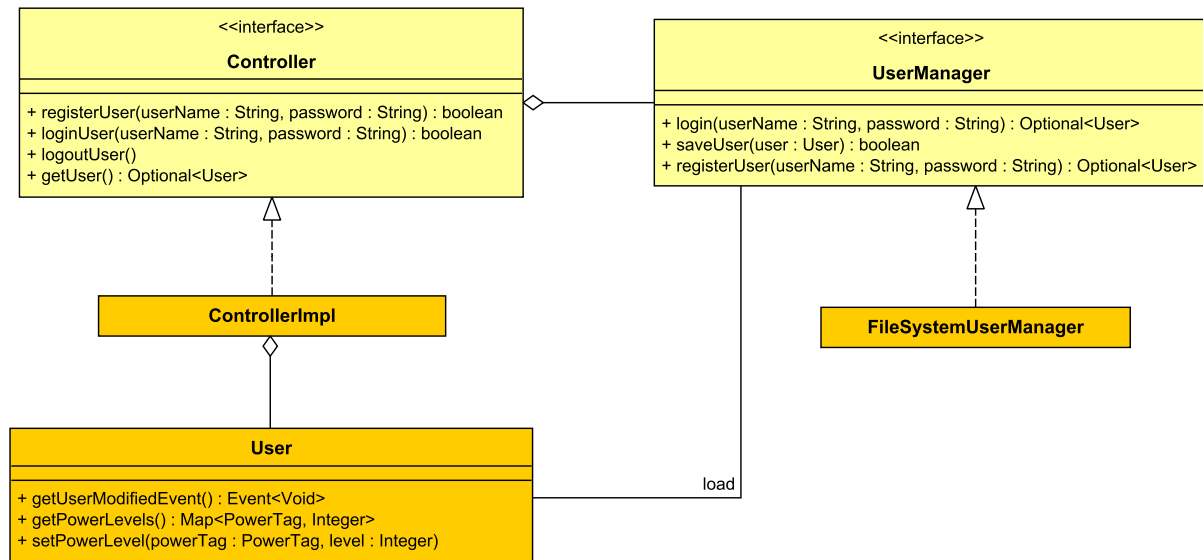 <<interface>>
Controller
+ registerUser(userName : String, password : String) : boolean
+ loginUser(userName : String, password : String) : boolean
+ logoutUser()
+ getUser() : Optional<User>
<<interface>>
UserManager
+ login(userName : String, password : String) : Optional<User>
+ saveUser(user : User) : boolean
+ registerUser(userName : String, password : String) : Optional<User>
ControllerImpl
FileSystemUserManager
User
+ getUserModifiedEvent() : Event<Void>
+ getPowerLevels() : Map<PowerTag, Integer>
+ setPowerLevel(powerTag : PowerTag, level : Integer)
load